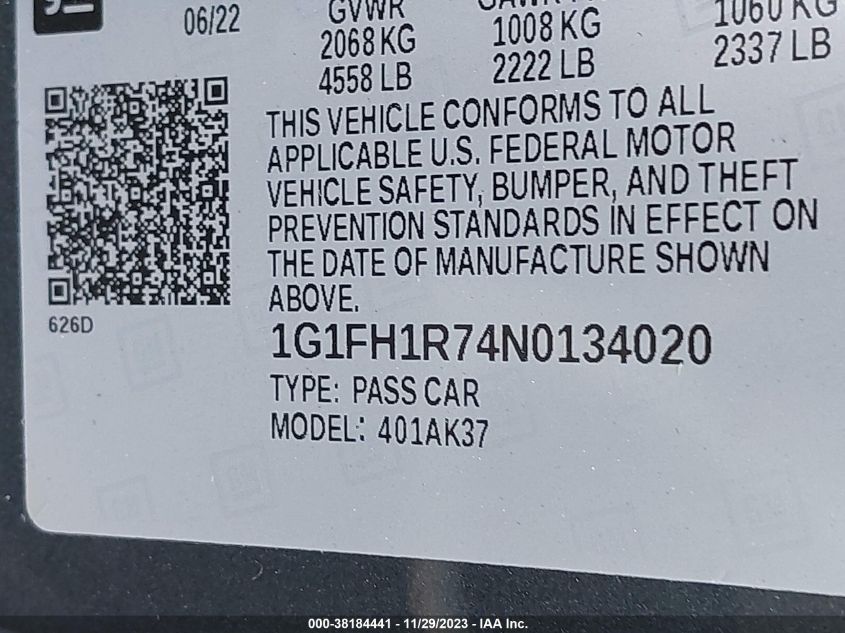 06/22 GVWR
2068 KG 1008 KG 1060 KG
4558 LB 2222 LB 2337 LB
THIS VEHICLE CONFORMS TO ALL
APPLICABLE U.S. FEDERAL MOTOR
VEHICLE SAFETY, BUMPER, AND THEFT
PREVENTION STANDARDS IN EFFECT ON
THE DATE OF MANUFACTURE SHOWN
ABOVE.
626D
1G1FH1R74N0134020
TYPE: PASS CAR
MODEL: 401AK37
000-38184441 - 11/29/2023 - IAA Inc.